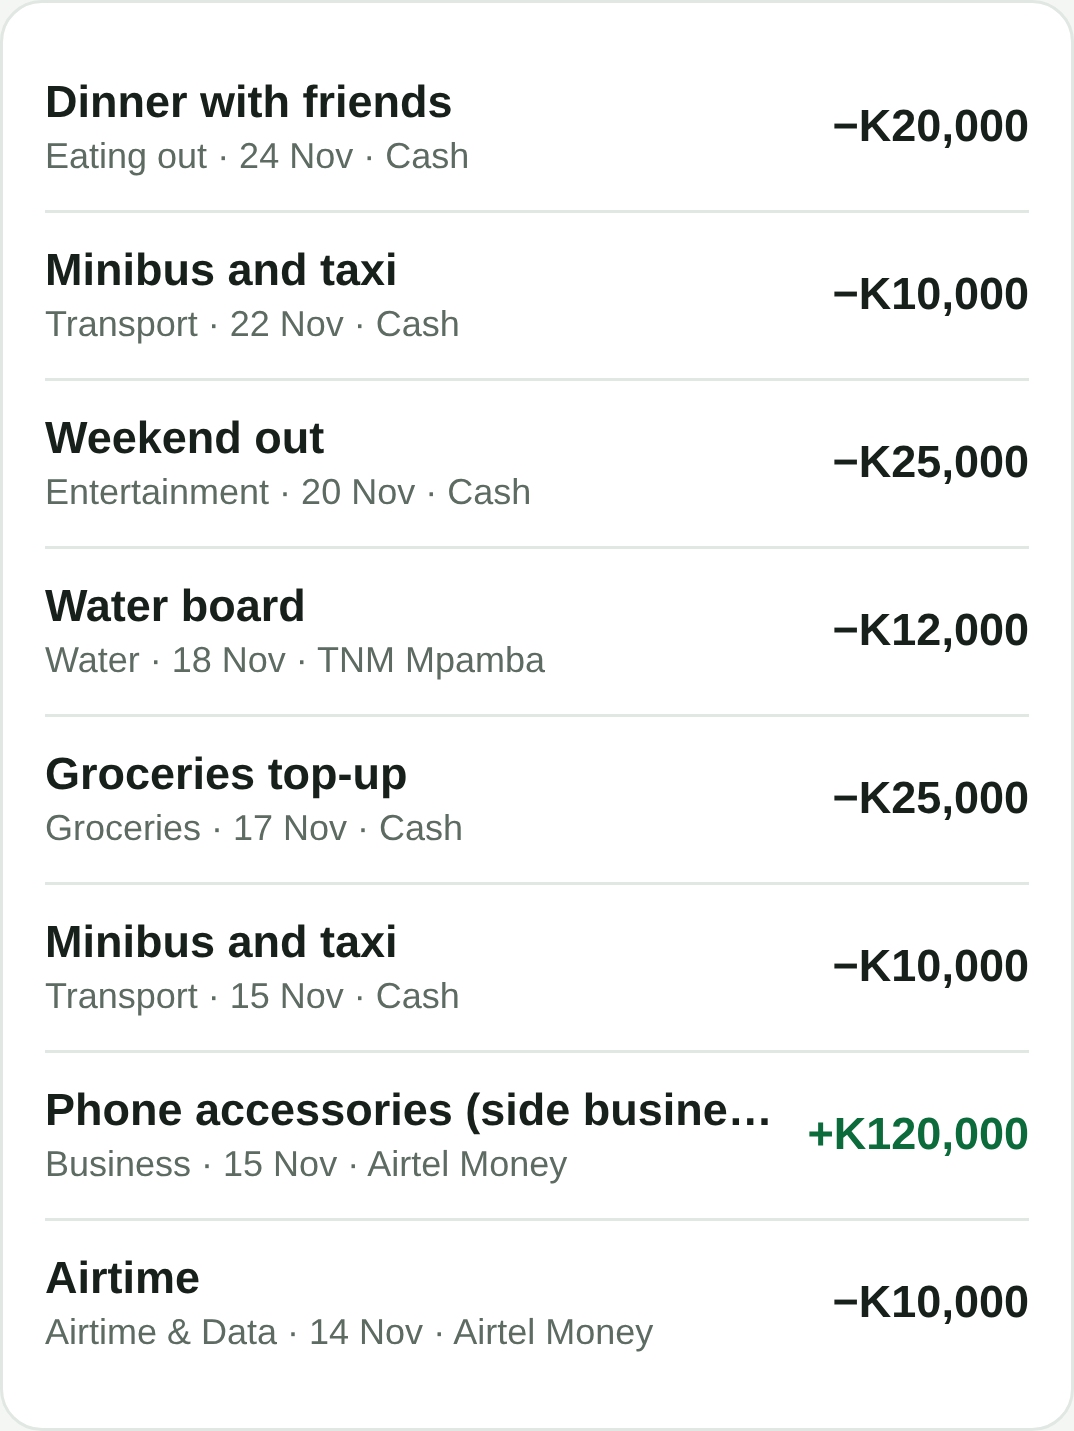 Dinner with friends
Eating out · 24 Nov · Cash
−K20,000
Minibus and taxi
Transport · 22 Nov · Cash
−K10,000
Weekend out
Entertainment · 20 Nov · Cash
−K25,000
Water board
Water · 18 Nov · TNM Mpamba
−K12,000
Groceries top-up
Groceries · 17 Nov · Cash
−K25,000
Minibus and taxi
Transport · 15 Nov · Cash
−K10,000
Phone accessories (side busine…
Business · 15 Nov · Airtel Money
+K120,000
Airtime
Airtime & Data · 14 Nov · Airtel Money
−K10,000